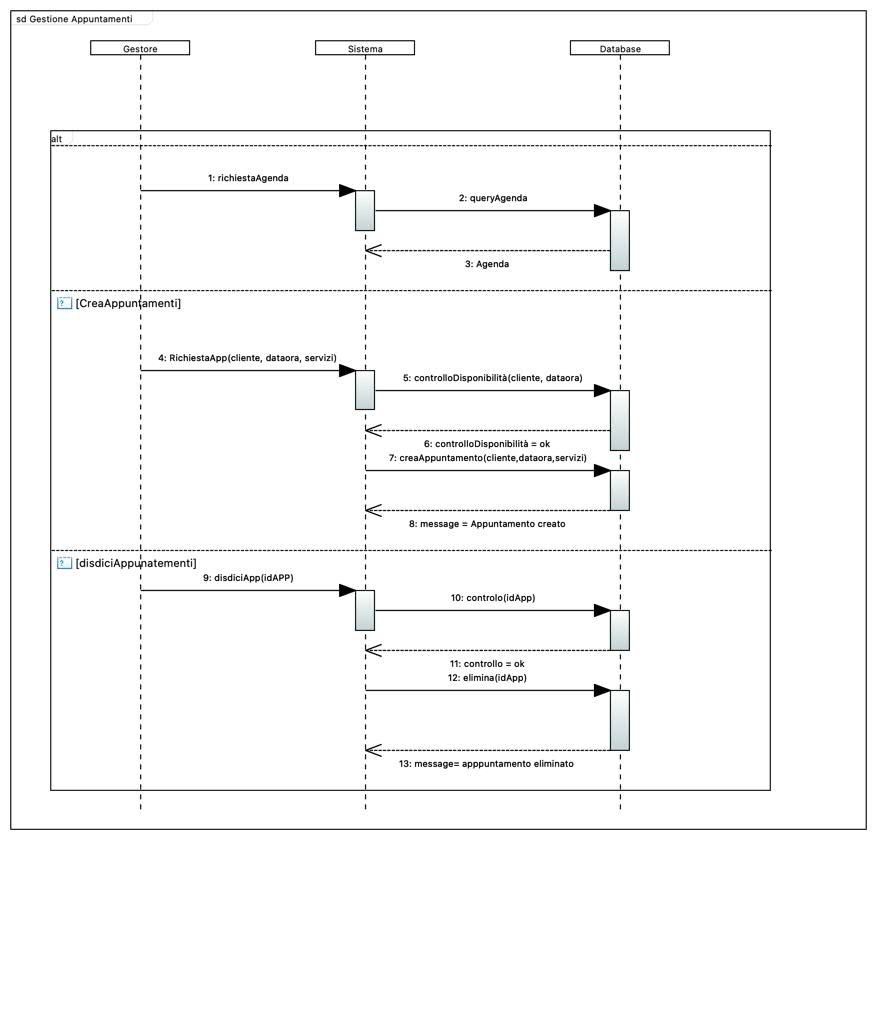 sd Gestione Appuntamenti
Gestore
Sistema
Database
alt
1: richiestaAgenda
2: queryAgenda
3: Agenda
? [CreaAppuntamenti]
4: RichiestaApp(cliente, dataora, servizi)
5: controlloDisponibilità(cliente, dataora)
6: controlloDisponibilità = ok
7: creaAppuntamento(cliente,dataora,servizi)
8: message = Appuntamento creato
? [disdiciAppunatementi]
9: disdiciApp(idAPP)
10: controlo(idApp)
11: controllo = ok
12: elimina(idApp)
13: message= apppuntamento eliminato